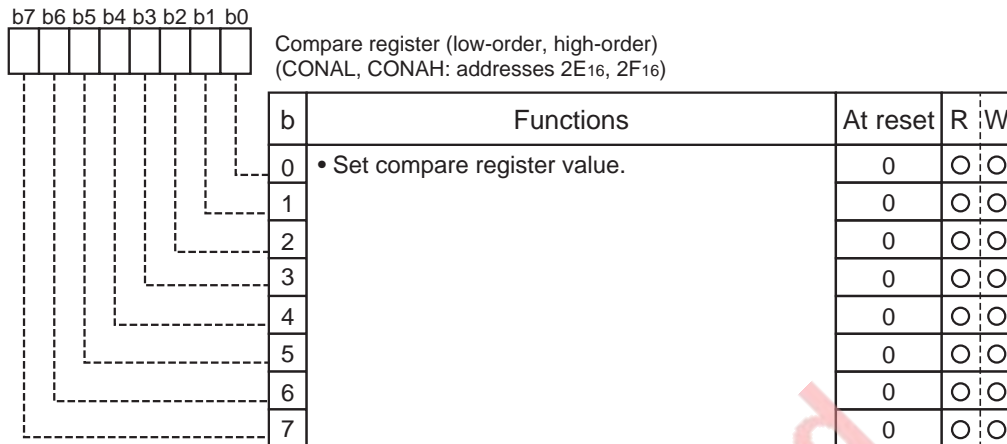 b7 b6 b5 b4 b3 b2 b1 b0
Compare register (low-order, high-order)
(CONAL, CONAH: addresses 2E16, 2F16)
b Functions At reset R W
0 • Set compare register value. 0 ○ ○
1 0 ○ ○
2 0 ○ ○
3 0 ○ ○
4 0 ○ ○
5 0 ○ ○
6 0 ○ ○
7 0 ○ ○